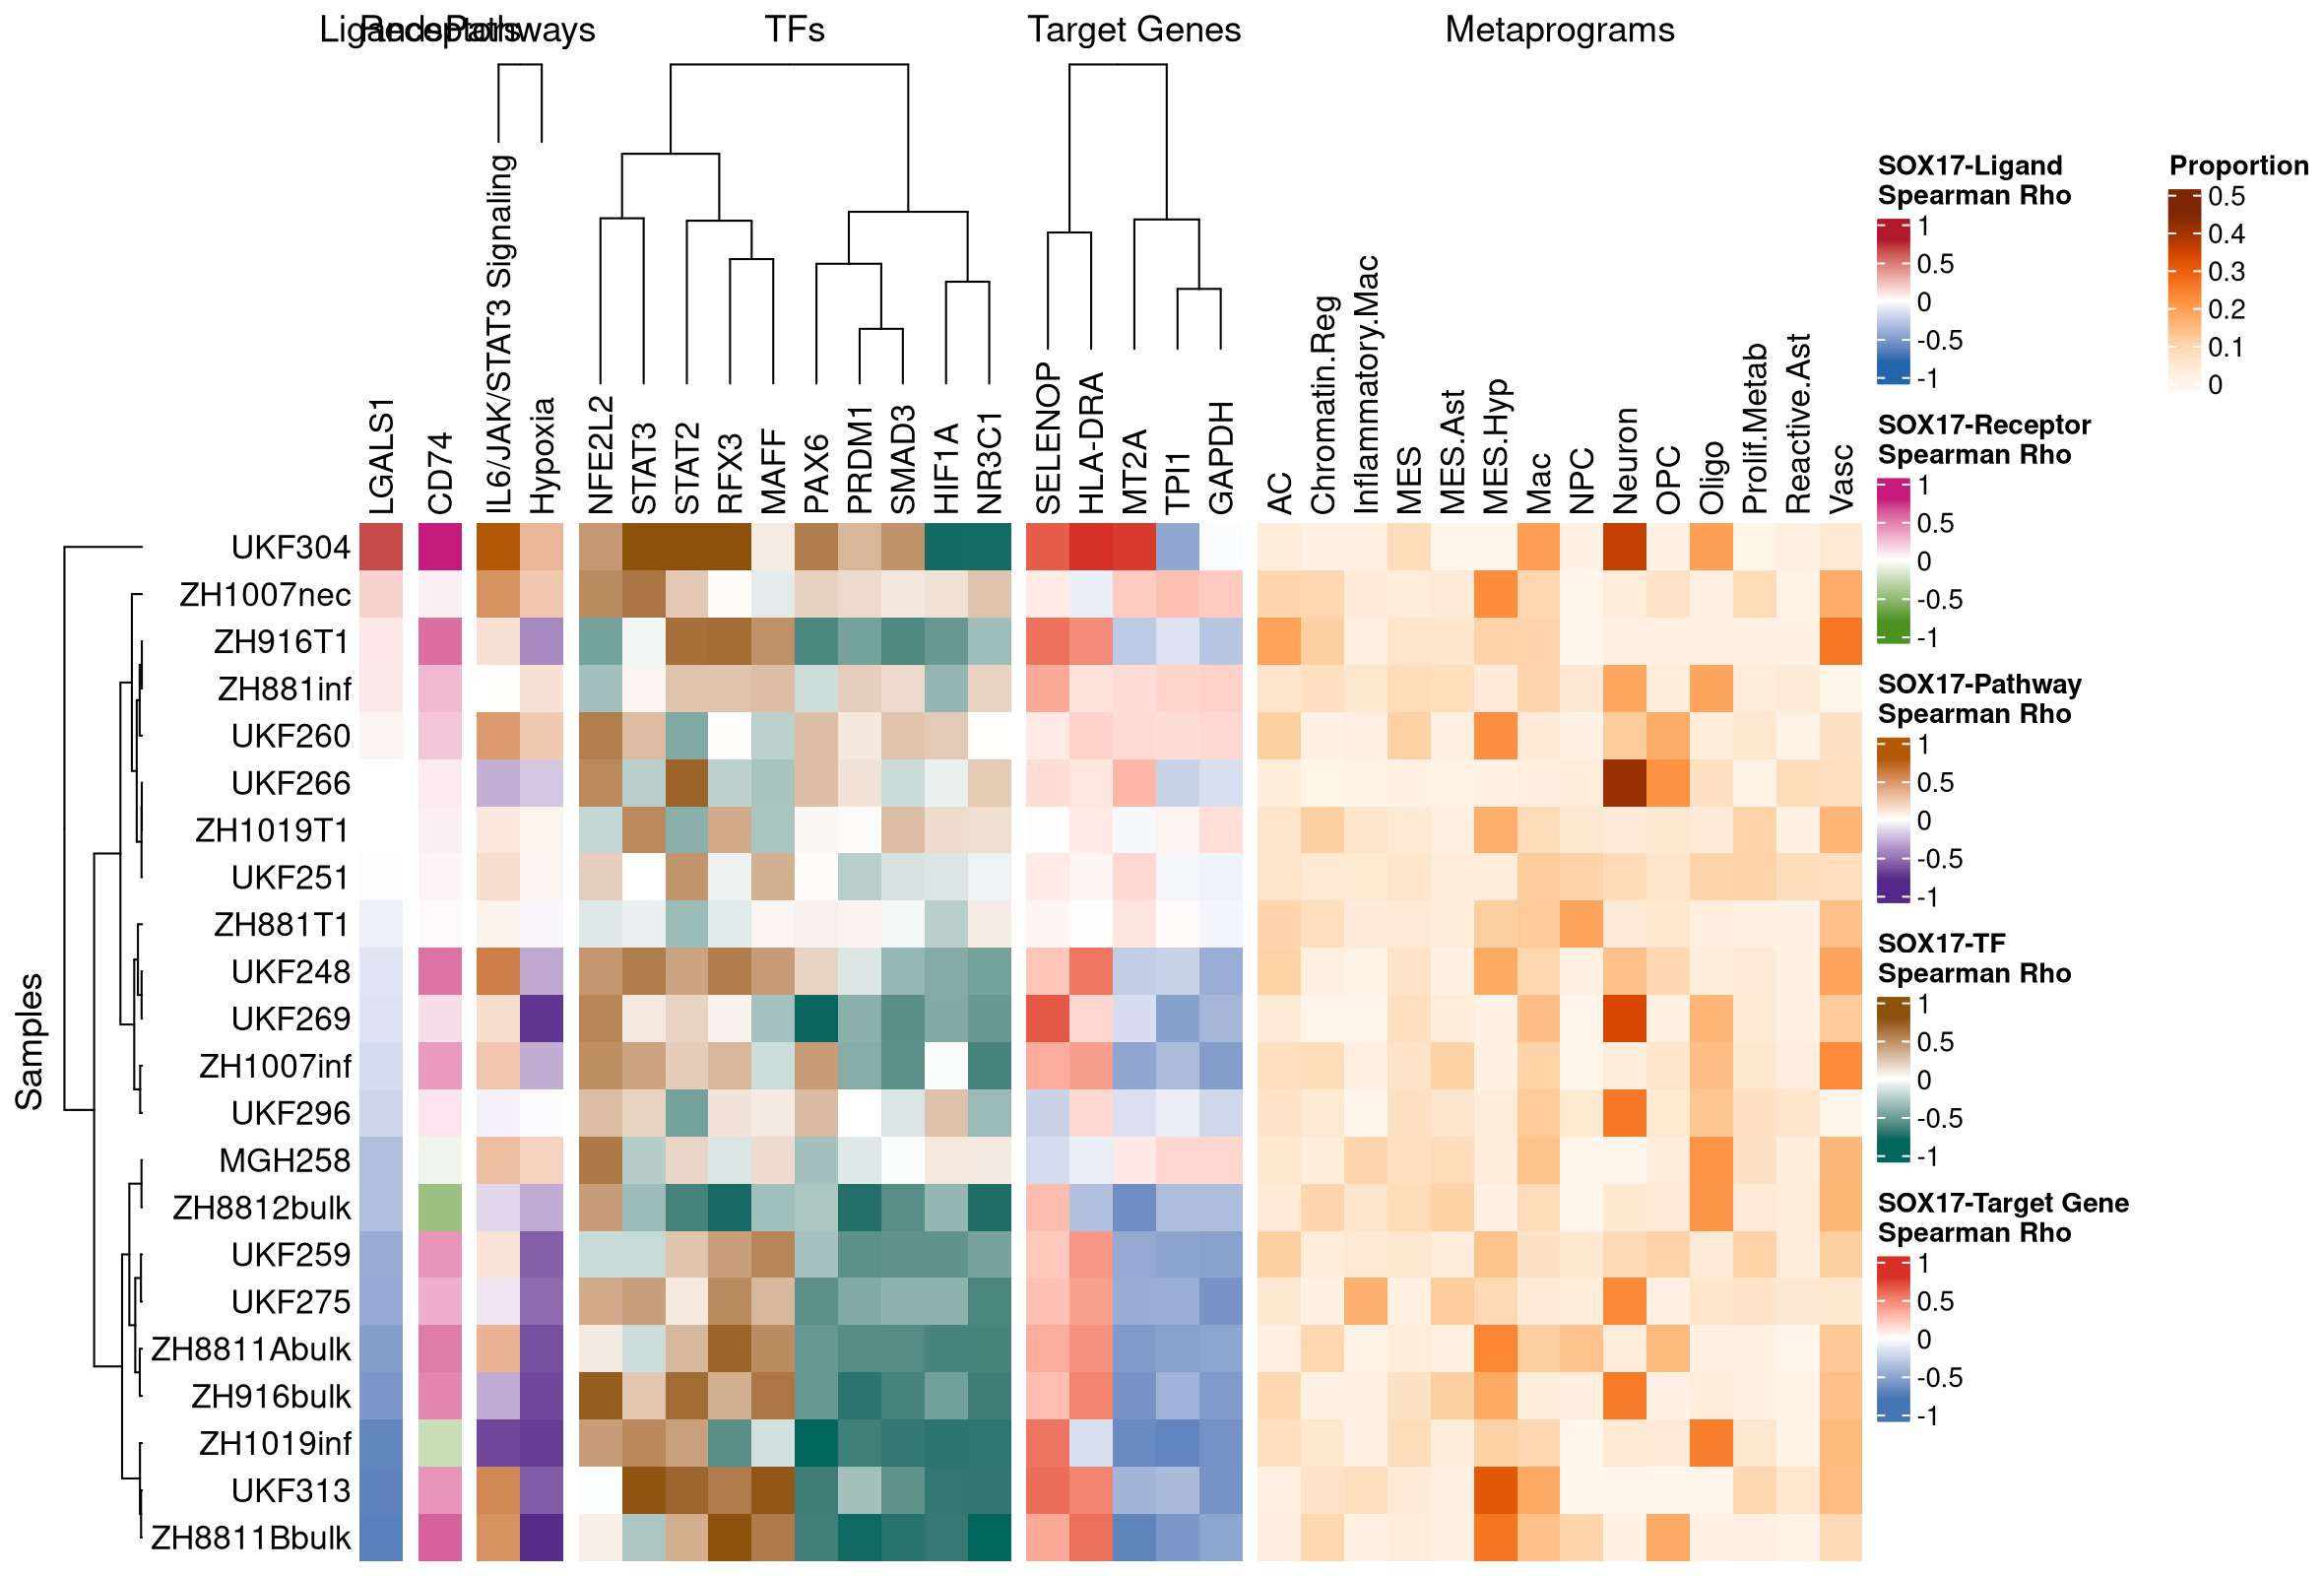 Ligands Receptors Pathways TFs Target Genes Metaprograms
LGALS1
CD74
IL6/JAK/STAT3 Signaling
Hypoxia
NFE2L2
STAT3
STAT2
RFX3
MAFF
PAX6
PRDM1
SMAD3
HIF1A
NR3C1
SELENOP
HLA-DRA
MT2A
TPI1
GAPDH
AC
Chromatin.Reg
Inflammatory.Mac
MES
MES.Ast
MES.Hyp
Mac
NPC
Neuron
OPC
Oligo
Prolif.Metab
Reactive.Ast
Vasc
Samples
UKF304
ZH1007nec
ZH916T1
ZH881inf
UKF260
UKF266
ZH1019T1
UKF251
ZH881T1
UKF248
UKF269
ZH1007inf
UKF296
MGH258
ZH8812bulk
UKF259
UKF275
ZH8811Abulk
ZH916bulk
ZH1019inf
UKF313
ZH8811Bbulk
SOX17-Ligand
Spearman Rho
1
0.5
0
-0.5
-1
SOX17-Receptor
Spearman Rho
1
0.5
0
-0.5
-1
SOX17-Pathway
Spearman Rho
1
0.5
0
-0.5
-1
SOX17-TF
Spearman Rho
1
0.5
0
-0.5
-1
SOX17-Target Gene
Spearman Rho
1
0.5
0
-0.5
-1
Proportion
0.5
0.4
0.3
0.2
0.1
0